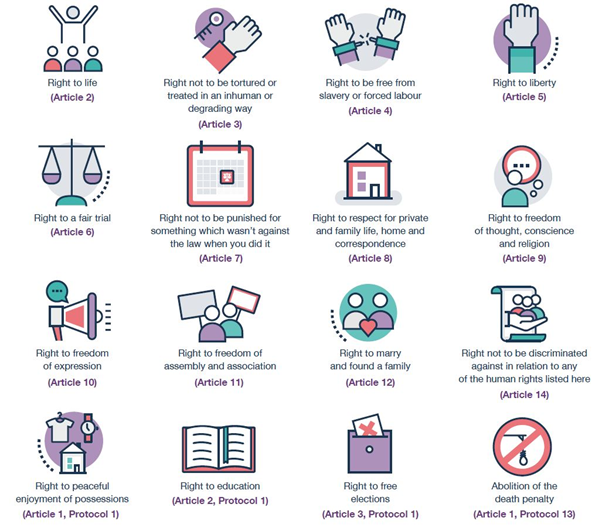 Right to life
(Article 2)
Right not to be tortured or
treated in an inhuman or
degrading way
(Article 3)
Right to be free from
slavery or forced labour
(Article 4)
Right to liberty
(Article 5)
Right to a fair trial
(Article 6)
Right not to be punished for
something which wasn't against
the law when you did it
(Article 7)
Right to respect for private
and family life, home and
correspondence
(Article 8)
Right to freedom
of thought, conscience
and religion
(Article 9)
Right to freedom
of expression
(Article 10)
Right to freedom of
assembly and association
(Article 11)
Right to marry
and found a family
(Article 12)
Right not to be discriminated
against in relation to any
of the human rights listed here
(Article 14)
Right to peaceful
enjoyment of possessions
(Article 1, Protocol 1)
Right to education
(Article 2, Protocol 1)
Right to free
elections
(Article 3, Protocol 1)
Abolition of the
death penalty
(Article 1, Protocol 13)